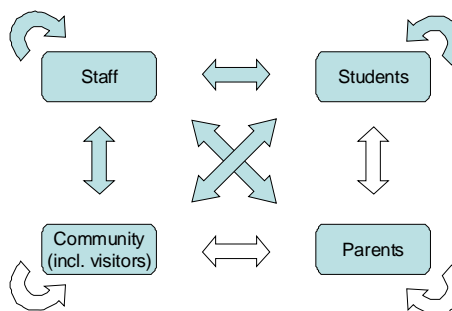 Staff
Students
Community
(incl. visitors)
Parents